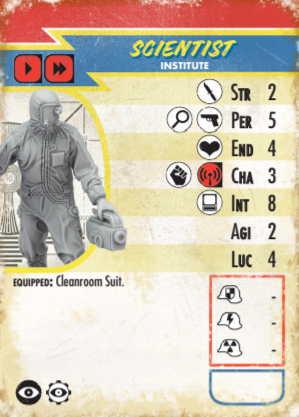 SCIENTIST
INSTITUTE
STR 2
PER 5
END 4
CHA 3
INT 8
AGI 2
LUC 4
EQUIPPED: Cleanroom Suit.
-
-
-